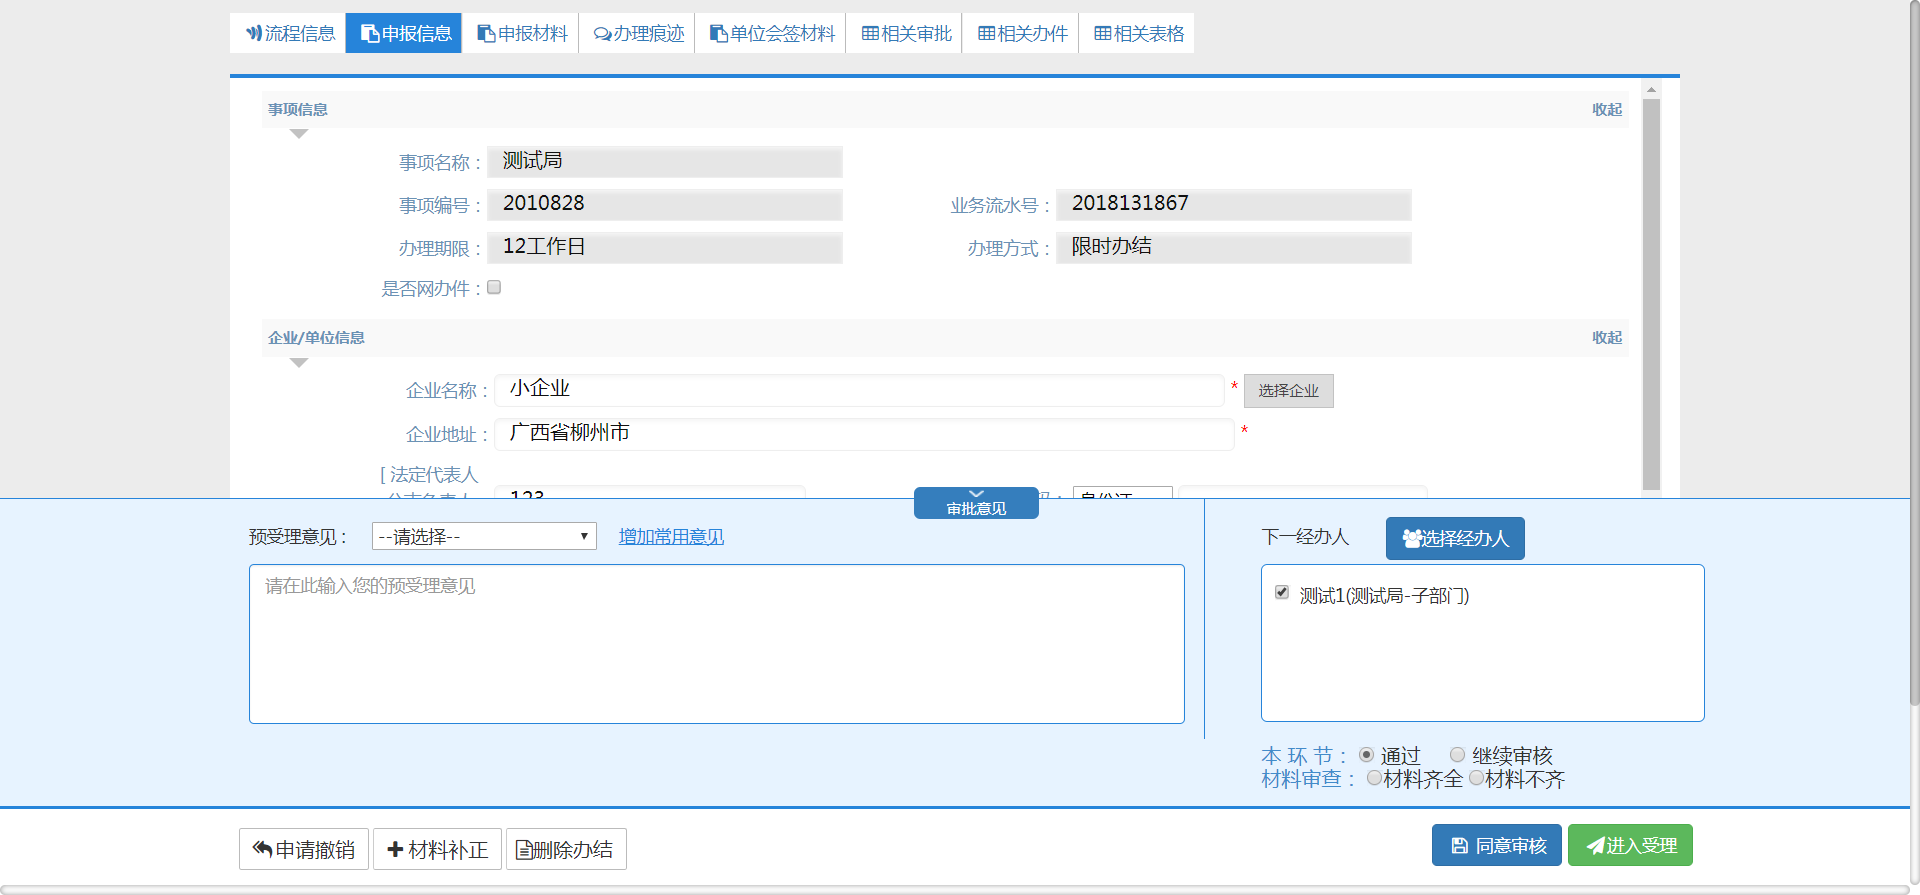 流程信息 申报信息 申报材料 办理痕迹 单位会签材料 相关审批 相关办件 相关表格
事项信息 收起
事项名称： 测试局
事项编号： 2010828 业务流水号： 2018131867
办理期限： 12工作日 办理方式： 限时办结
是否网办件：
企业/单位信息 收起
企业名称： 小企业 * 选择企业
企业地址： 广西省柳州市 *
[ 法定代表人
123 身份证
审批意见
预受理意见： --请选择-- 增加常用意见 下一经办人 选择经办人
请在此输入您的预受理意见
测试1(测试局-子部门)
本 环 节： 通过 继续审核
材料审查： 材料齐全 材料不齐
申请撤销 材料补正 删除办结 同意审核 进入受理